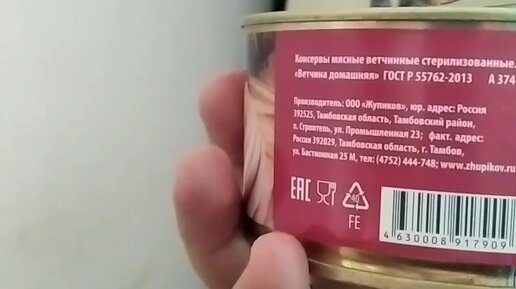 Консервы мясные ветчинные стерилизованные.
«Ветчина домашняя» ГОСТ Р 55762-2013 А 374
Производитель: ООО «Жупиков», юр. адрес: Россия
392525, Тамбовская область, Тамбовский район,
п. Строитель, ул. Промышленная 23; факт. адрес:
Россия 392029, Тамбовская область, г. Тамбов,
ул. Бастионная 25 М, тел: (4752) 444-748; www.zhupikov.ru
EAC
40
FE
4 630008 917909